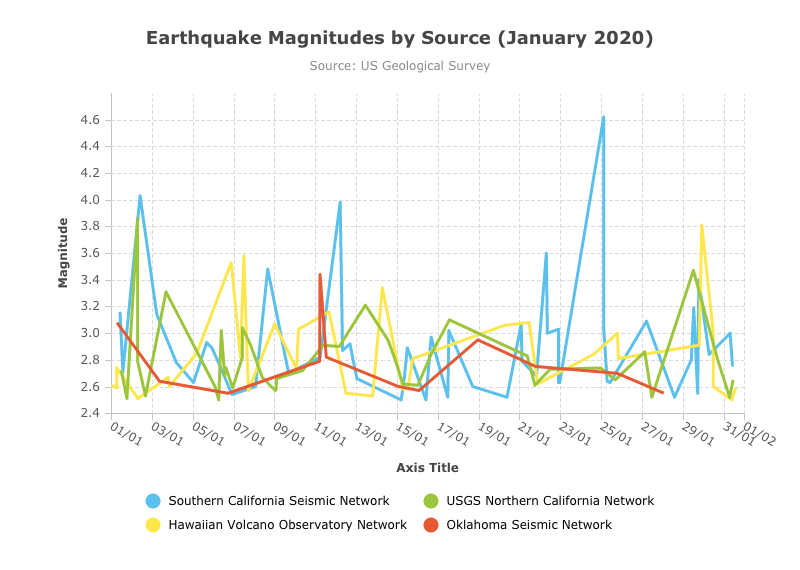 Earthquake Magnitudes by Source (January 2020)
Source: US Geological Survey
4.6
4.4
4.2
4.0
3.8
3.6
3.4
3.2
3.0
2.8
2.6
2.4
Magnitude
01/01 03/01 05/01 07/01 09/01 11/01 13/01 15/01 17/01 19/01 21/01 23/01 25/01 27/01 29/01 31/01 01/02
Axis Title
Southern California Seismic Network USGS Northern California Network
Hawaiian Volcano Observatory Network Oklahoma Seismic Network